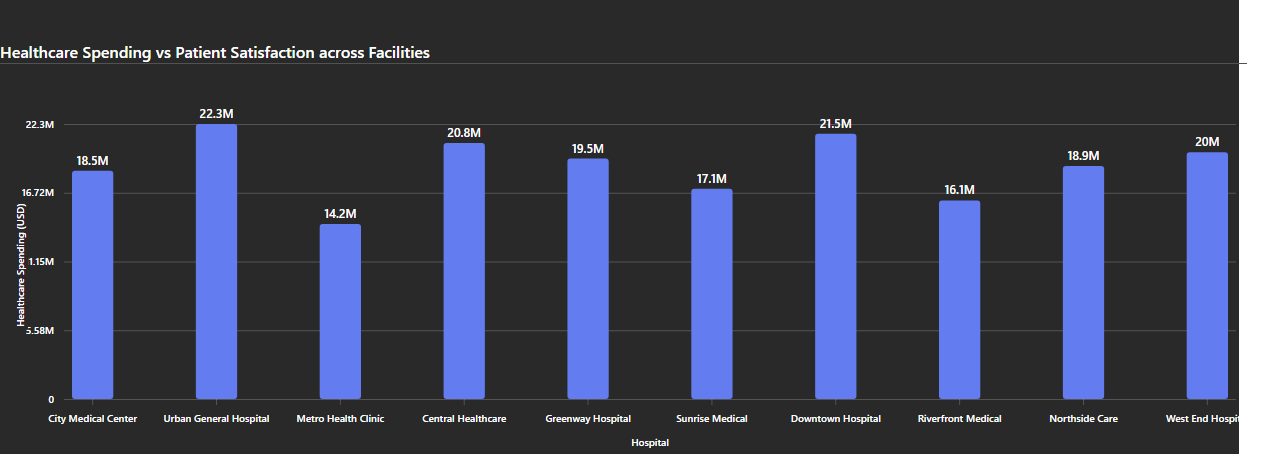 Healthcare Spending vs Patient Satisfaction across Facilities
22.3M
21.5M
20.8M
20M
19.5M
18.9M
18.5M
17.1M
16.1M
14.2M
22.3M
16.72M
1.15M
5.58M
0
Healthcare Spending (USD)
City Medical Center Urban General Hospital Metro Health Clinic Central Healthcare Greenway Hospital Sunrise Medical Downtown Hospital Riverfront Medical Northside Care West End Hospit
Hospital